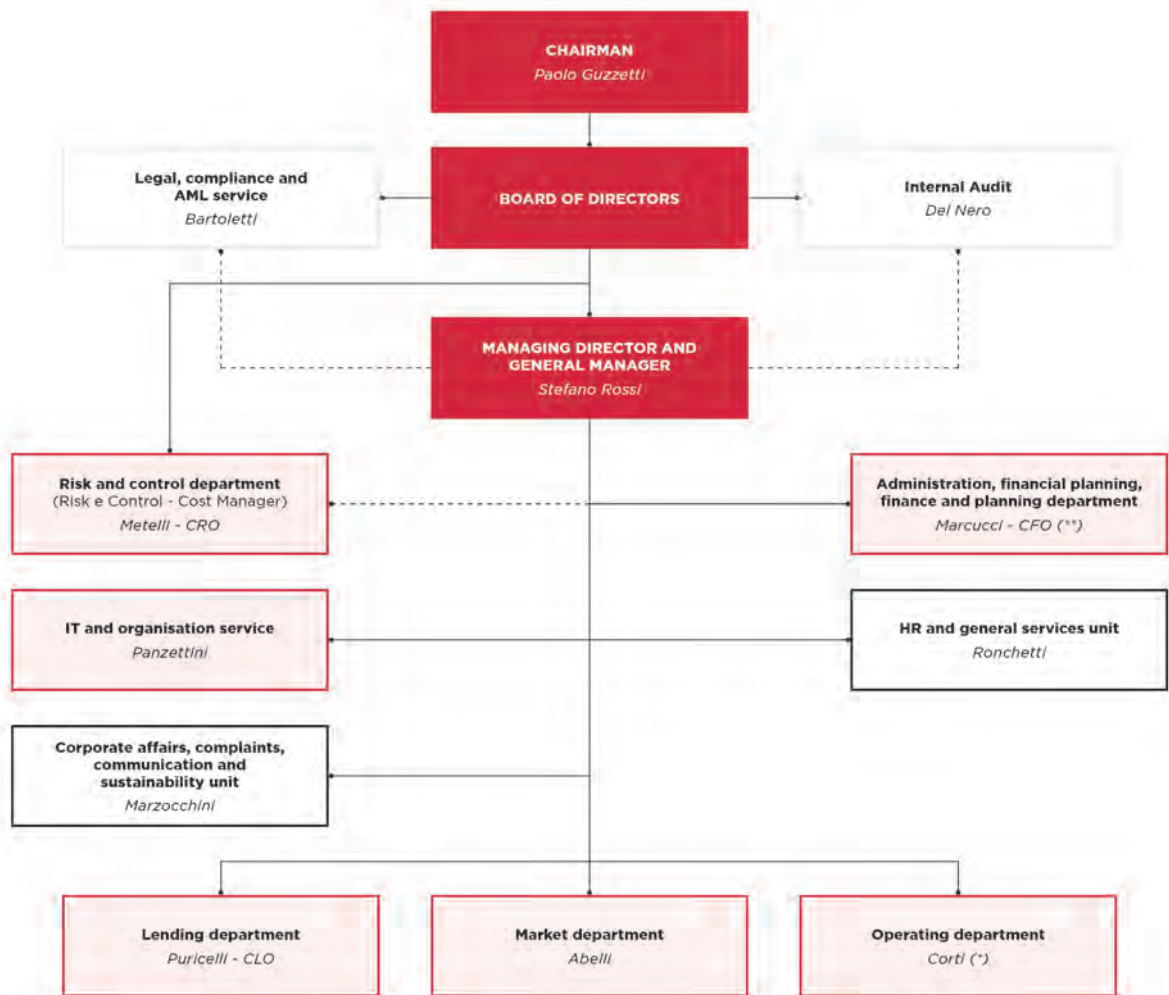 CHAIRMAN
Paolo Guzzetti
Legal, compliance and
AML service
Bartoletti
BOARD OF DIRECTORS
Internal Audit
Del Nero
MANAGING DIRECTOR AND
GENERAL MANAGER
Stefano Rossi
Risk and control department
(Risk e Control - Cost Manager)
Metelli - CRO
Administration, financial planning,
finance and planning department
Marcucci - CFO (**)
IT and organisation service
Panzettini
HR and general services unit
Ronchetti
Corporate affairs, complaints,
communication and
sustainability unit
Marzocchini
Lending department
Puricelli - CLO
Market department
Abelli
Operating department
Corti (*)